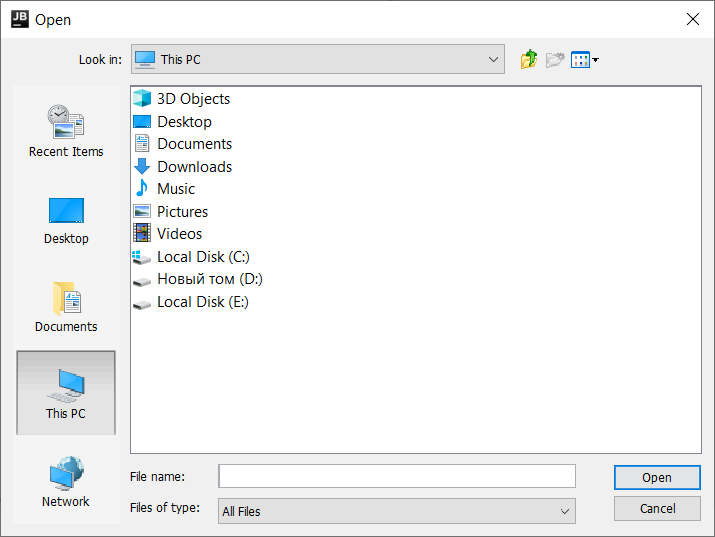 JB Open
Look in: This PC
Recent Items
Desktop
Documents
This PC
Network
3D Objects
Desktop
Documents
Downloads
Music
Pictures
Videos
Local Disk (C:)
Новый том (D:)
Local Disk (E:)
File name:
Open
Files of type: All Files
Cancel